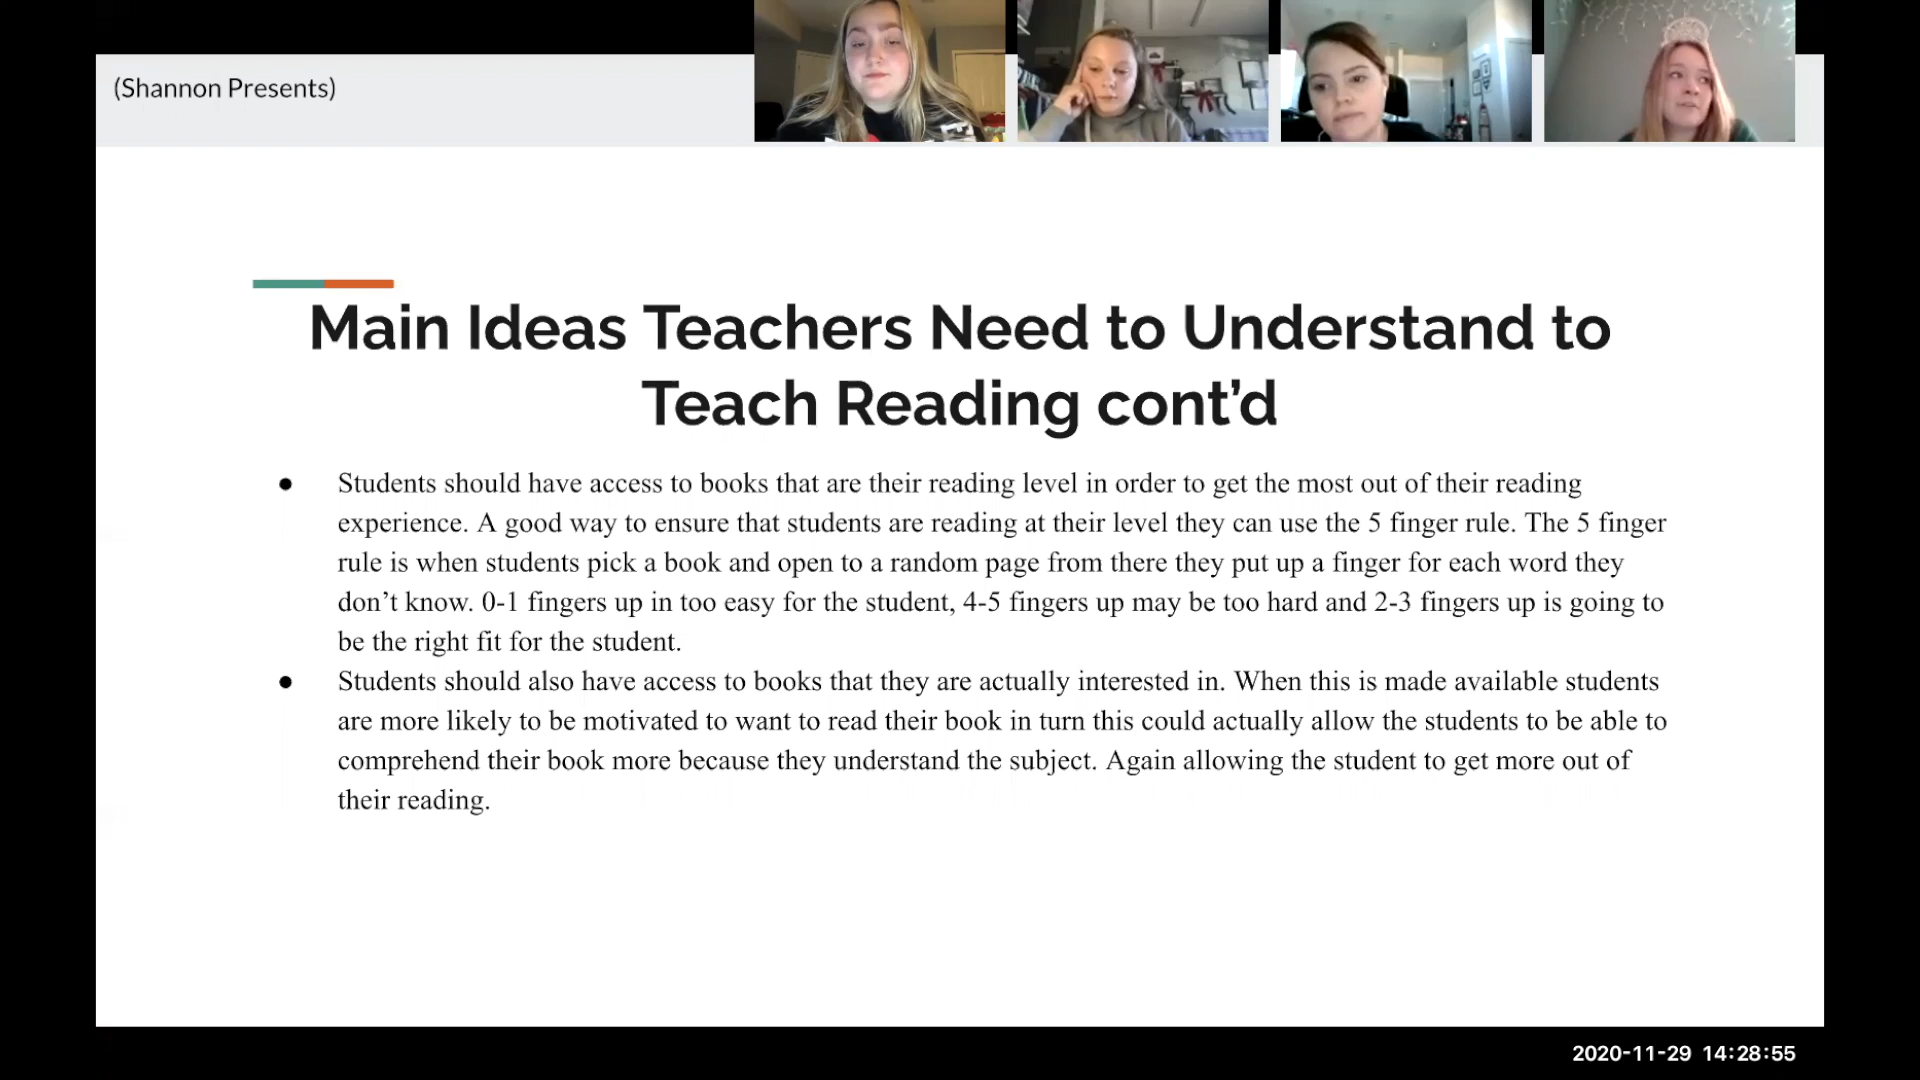 (Shannon Presents)
Main Ideas Teachers Need to Understand to
Teach Reading cont’d
● Students should have access to books that are their reading level in order to get the most out of their reading
experience. A good way to ensure that students are reading at their level they can use the 5 finger rule. The 5 finger
rule is when students pick a book and open to a random page from there they put up a finger for each word they
don’t know. 0-1 fingers up in too easy for the student, 4-5 fingers up may be too hard and 2-3 fingers up is going to
be the right fit for the student.
● Students should also have access to books that they are actually interested in. When this is made available students
are more likely to be motivated to want to read their book in turn this could actually allow the students to be able to
comprehend their book more because they understand the subject. Again allowing the student to get more out of
their reading.
2020-11-29 14:28:55